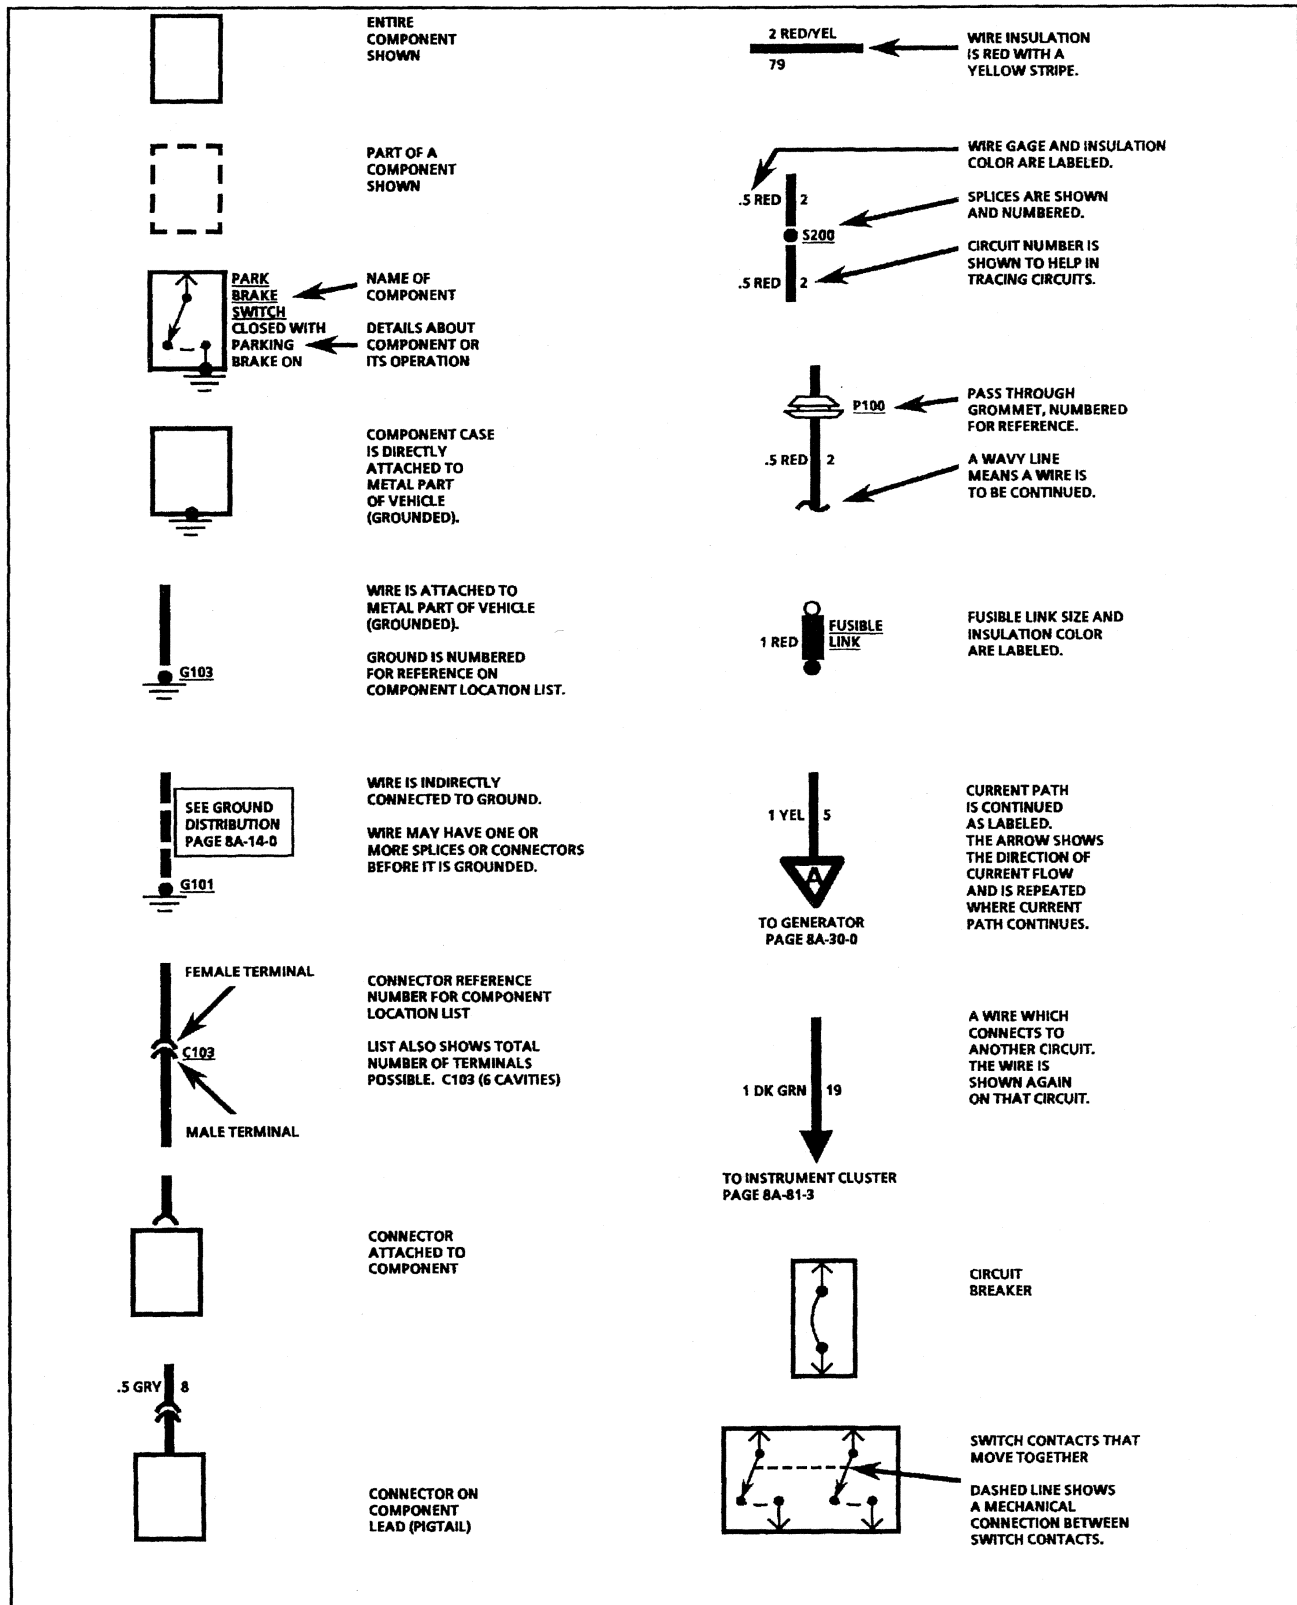 ENTIRE
COMPONENT
SHOWN
PART OF A
COMPONENT
SHOWN
PARK
BRAKE
SWITCH
CLOSED WITH
PARKING
BRAKE ON
NAME OF
COMPONENT
DETAILS ABOUT
COMPONENT OR
ITS OPERATION
COMPONENT CASE
IS DIRECTLY
ATTACHED TO
METAL PART
OF VEHICLE
(GROUNDED).
G103
WIRE IS ATTACHED TO
METAL PART OF VEHICLE
(GROUNDED).
GROUND IS NUMBERED
FOR REFERENCE ON
COMPONENT LOCATION LIST.
SEE GROUND
DISTRIBUTION
PAGE 8A-14-0
G101
WIRE IS INDIRECTLY
CONNECTED TO GROUND.
WIRE MAY HAVE ONE OR
MORE SPLICES OR CONNECTORS
BEFORE IT IS GROUNDED.
FEMALE TERMINAL
C103
MALE TERMINAL
CONNECTOR REFERENCE
NUMBER FOR COMPONENT
LOCATION LIST
LIST ALSO SHOWS TOTAL
NUMBER OF TERMINALS
POSSIBLE. C103 (6 CAVITIES)
CONNECTOR
ATTACHED TO
COMPONENT
.5 GRY 8
CONNECTOR ON
COMPONENT
LEAD (PIGTAIL)
2 RED/YEL
79
WIRE INSULATION
IS RED WITH A
YELLOW STRIPE.
WIRE GAGE AND INSULATION
COLOR ARE LABELED.
.5 RED 2
S200
.5 RED 2
SPLICES ARE SHOWN
AND NUMBERED.
CIRCUIT NUMBER IS
SHOWN TO HELP IN
TRACING CIRCUITS.
P100
.5 RED 2
PASS THROUGH
GROMMET, NUMBERED
FOR REFERENCE.
A WAVY LINE
MEANS A WIRE IS
TO BE CONTINUED.
1 RED
FUSIBLE
LINK
FUSIBLE LINK SIZE AND
INSULATION COLOR
ARE LABELED.
1 YEL 5
A
TO GENERATOR
PAGE 8A-30-0
CURRENT PATH
IS CONTINUED
AS LABELED.
THE ARROW SHOWS
THE DIRECTION OF
CURRENT FLOW
AND IS REPEATED
WHERE CURRENT
PATH CONTINUES.
1 DK GRN 19
TO INSTRUMENT CLUSTER
PAGE 8A-81-3
A WIRE WHICH
CONNECTS TO
ANOTHER CIRCUIT.
THE WIRE IS
SHOWN AGAIN
ON THAT CIRCUIT.
CIRCUIT
BREAKER
SWITCH CONTACTS THAT
MOVE TOGETHER
DASHED LINE SHOWS
A MECHANICAL
CONNECTION BETWEEN
SWITCH CONTACTS.